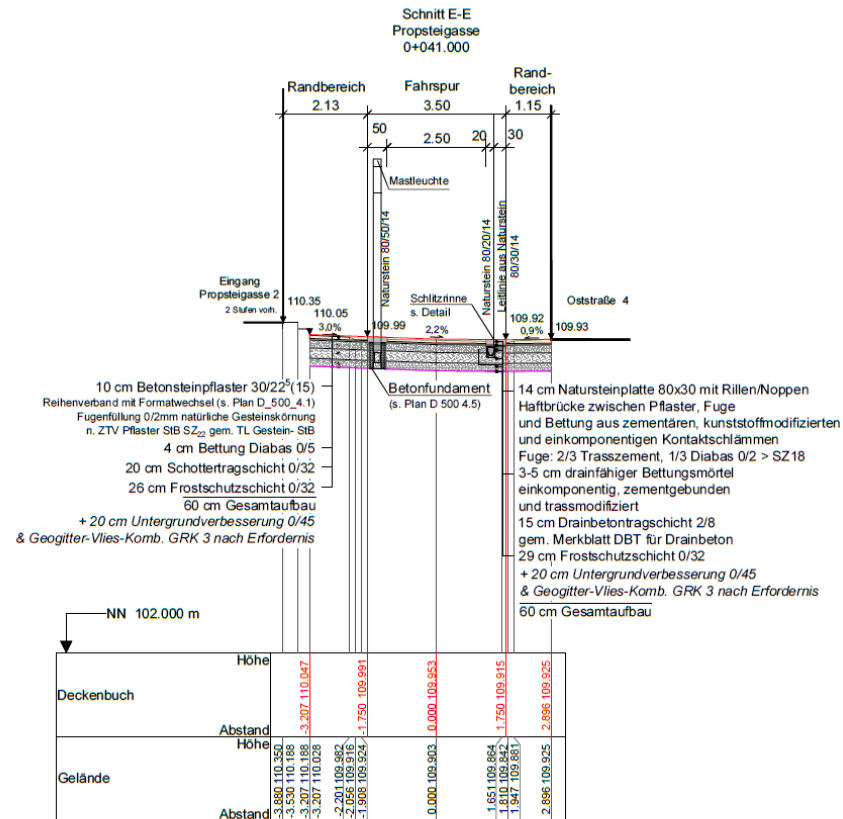 Schnitt E-E
Propsteigasse
0+041.000
Randbereich
Fahrspur
Rand-
bereich
2.13
3.50
1.15
50
2.50
20
30
Mastleuchte
Naturstein 80/50/14
Naturstein 80/20/14
Leitlinie aus Naturstein
80/30/14
Eingang
Propsteigasse 2
2 Stufen vorh.
110.35
110.05
3,0%
109.99
2,2%
Schlitzrinne
s. Detail
109.92
0,9%
109.93
Oststraße 4
10 cm Betonsteinpflaster 30/22⁵(15)
Reihenverband mit Formatwechsel (s. Plan D_500_4.1)
Fugenfüllung 0/2mm natürliche Gesteinskörnung
n. ZTV Pflaster StB SZ₂₂ gem. TL Gestein- StB
4 cm Bettung Diabas 0/5
20 cm Schottertragschicht 0/32
26 cm Frostschutzschicht 0/32
60 cm Gesamtaufbau
+ 20 cm Untergrundverbesserung 0/45
& Geogitter-Vlies-Komb. GRK 3 nach Erfordernis
Betonfundament
(s. Plan D 500 4.5)
14 cm Natursteinplatte 80x30 mit Rillen/Noppen
Haftbrücke zwischen Pflaster, Fuge
und Bettung aus zementären, kunststoffmodifizierten
und einkomponentigen Kontaktschlämmen
Fuge: 2/3 Trasszement, 1/3 Diabas 0/2 > SZ18
3-5 cm drainfähiger Bettungsmörtel
einkomponentig, zementgebunden
und trassmodifiziert
15 cm Drainbetontragschicht 2/8
gem. Merkblatt DBT für Drainbeton
29 cm Frostschutzschicht 0/32
+ 20 cm Untergrundverbesserung 0/45
& Geogitter-Vlies-Komb. GRK 3 nach Erfordernis
60 cm Gesamtaufbau
NN 102.000 m
Deckenbuch
Höhe
Abstand
-3.207 110.047
-1.750 109.991
0.000 109.953
1.750 109.915
2.896 109.925
Gelände
Höhe
Abstand
-3.880 110.350
-3.530 110.188
-3.207 110.188
-3.207 110.028
-2.201 109.982
-2.056 109.916
-1.908 109.924
0.000 109.903
1.651 109.864
1.810 109.842
1.947 109.881
2.896 109.925